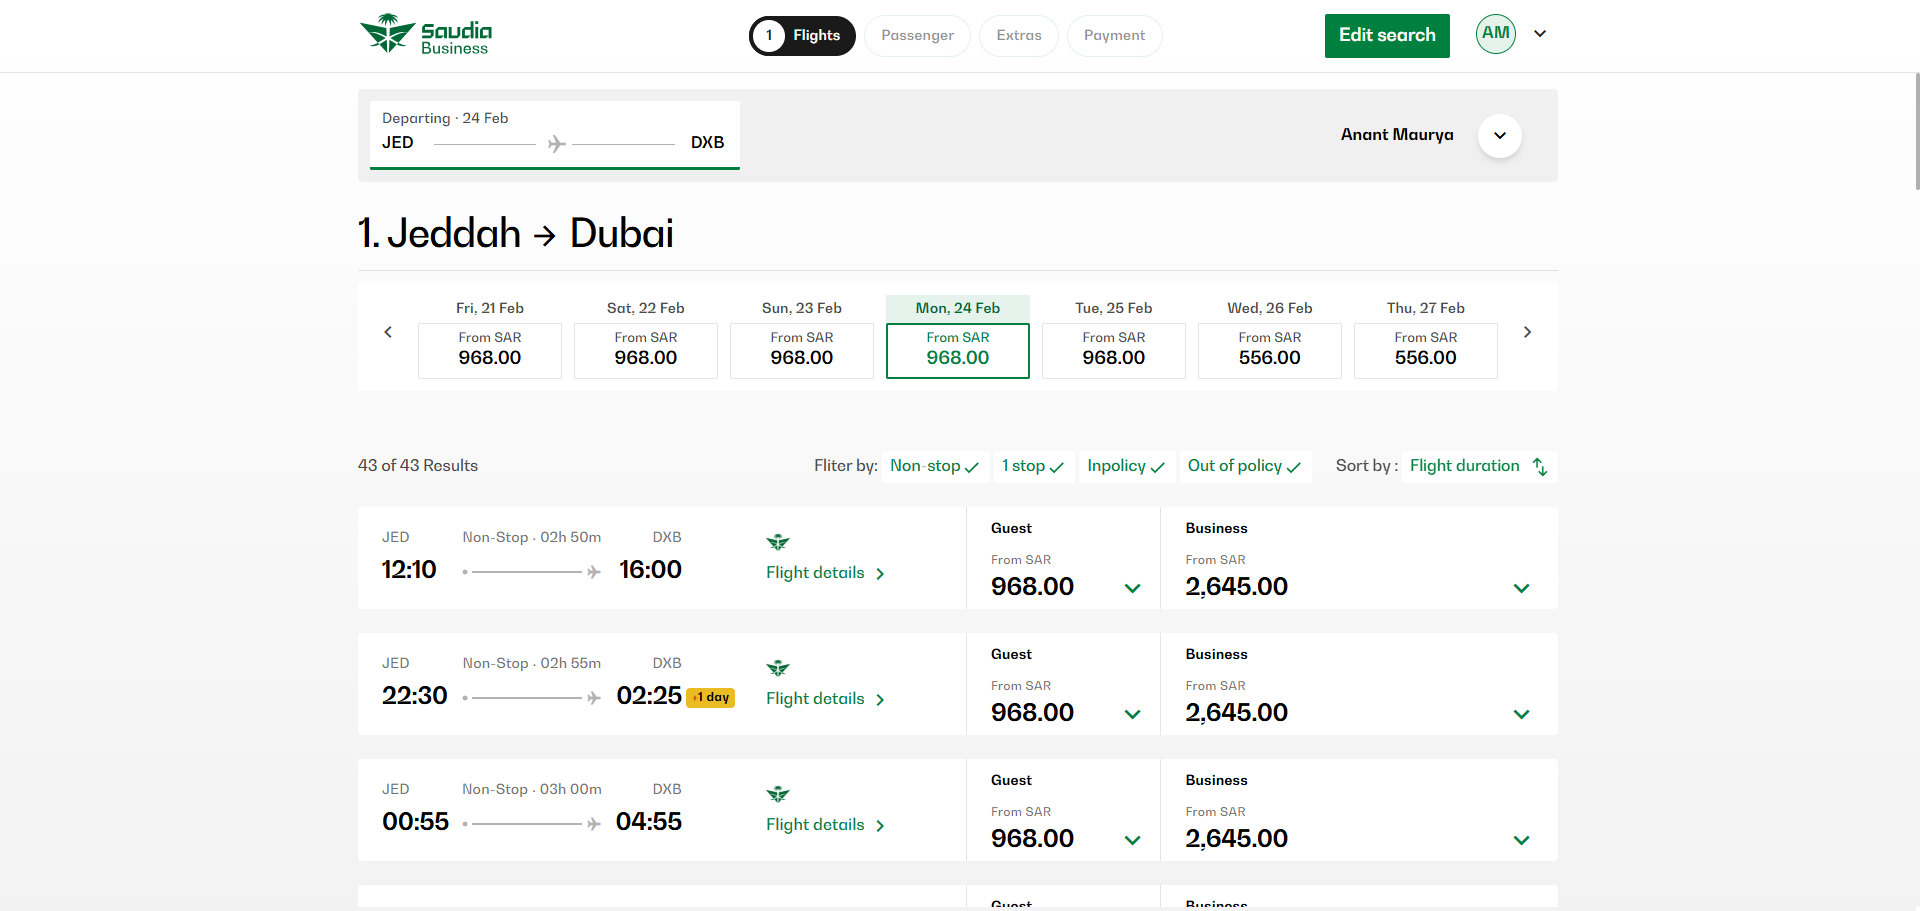 Saudia
Business
1 Flights
Passenger
Extras
Payment
Edit search
AM
Departing · 24 Feb
JED
DXB
Anant Maurya
1. Jeddah → Dubai
Fri, 21 Feb
From SAR
968.00
Sat, 22 Feb
From SAR
968.00
Sun, 23 Feb
From SAR
968.00
Mon, 24 Feb
From SAR
968.00
Tue, 25 Feb
From SAR
968.00
Wed, 26 Feb
From SAR
556.00
Thu, 27 Feb
From SAR
556.00
43 of 43 Results
Fliter by: Non-stop 1 stop Inpolicy Out of policy
Sort by : Flight duration
JED Non-Stop · 02h 50m DXB
12:10 16:00
Flight details
Guest
From SAR
968.00
Business
From SAR
2,645.00
JED Non-Stop · 02h 55m DXB
22:30 02:25 +1 day
Flight details
Guest
From SAR
968.00
Business
From SAR
2,645.00
JED Non-Stop · 03h 00m DXB
00:55 04:55
Flight details
Guest
From SAR
968.00
Business
From SAR
2,645.00
Guest
Business